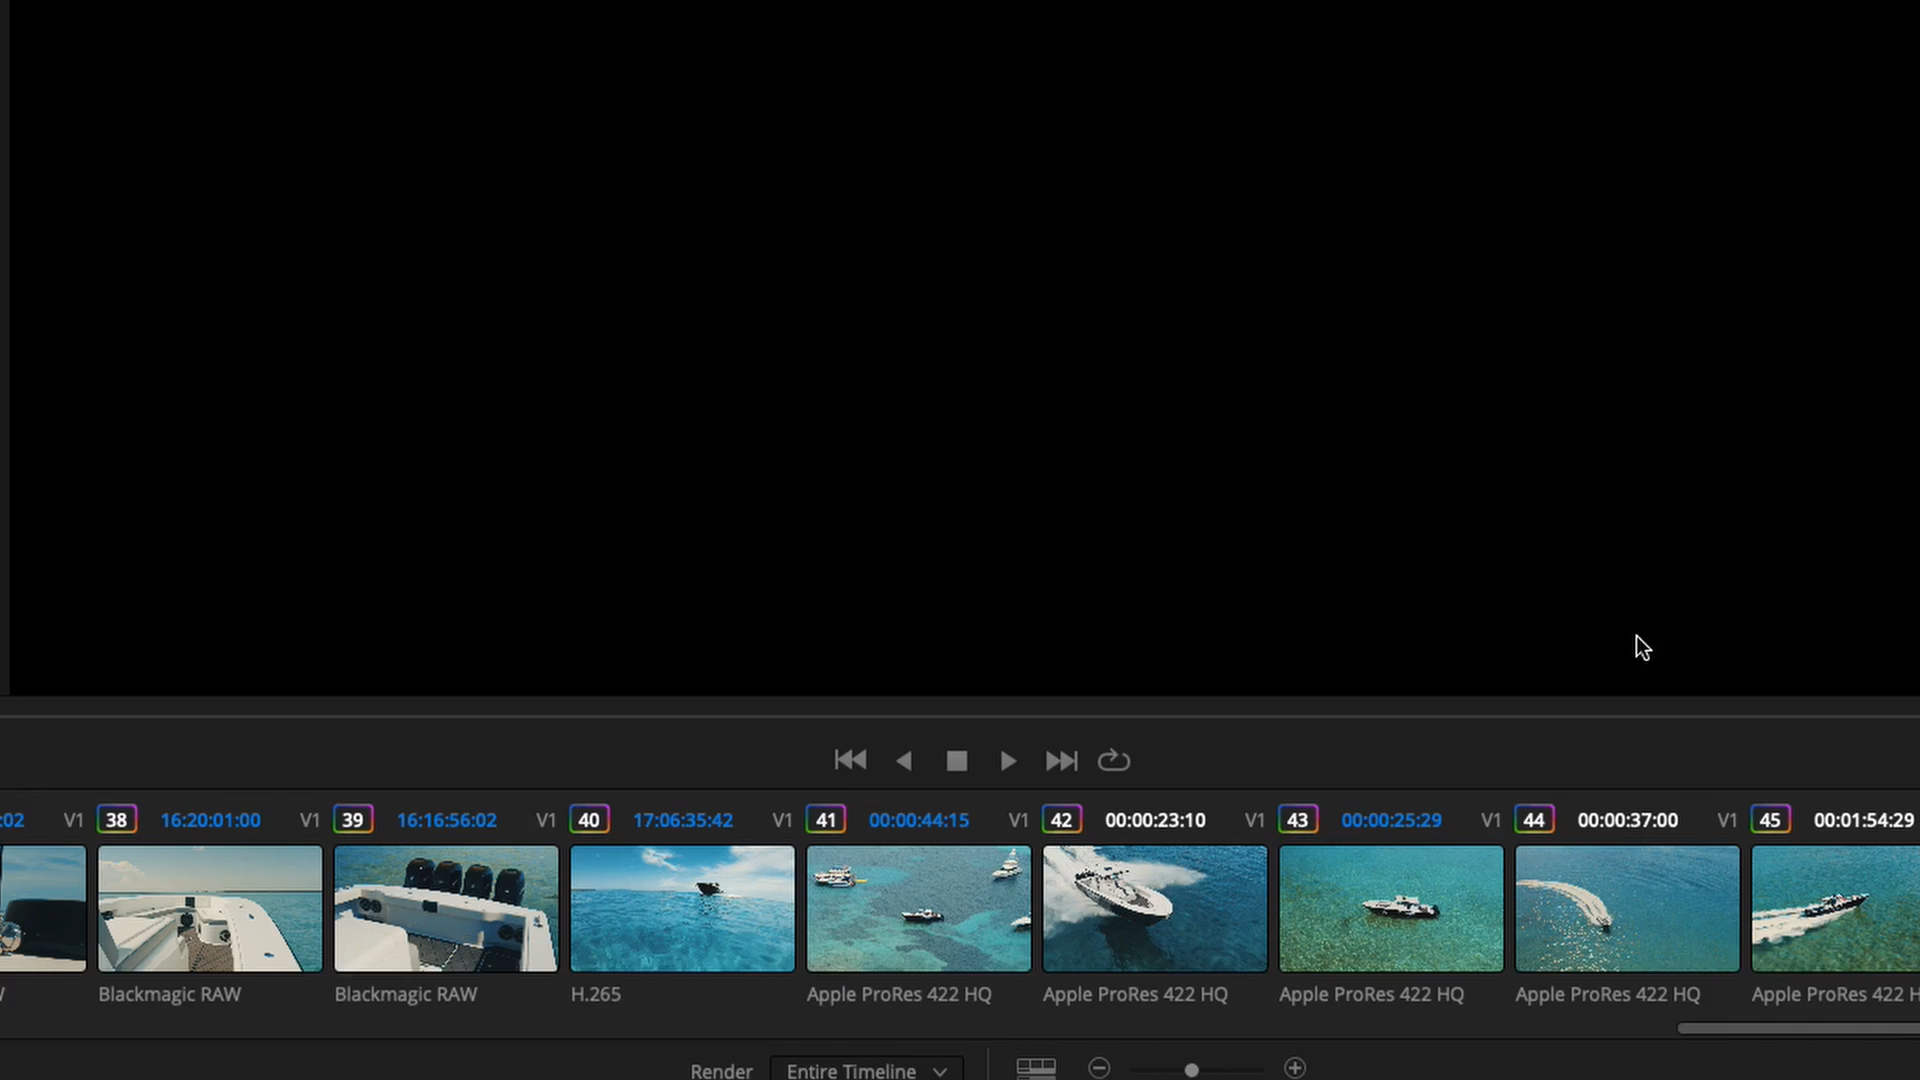 :02 V1 38 16:20:01:00 V1 39 16:16:56:02 V1 40 17:06:35:42 V1 41 00:00:44:15 V1 42 00:00:23:10 V1 43 00:00:25:29 V1 44 00:00:37:00 V1 45 00:01:54:29
Blackmagic RAW Blackmagic RAW H.265 Apple ProRes 422 HQ Apple ProRes 422 HQ Apple ProRes 422 HQ Apple ProRes 422 HQ Apple ProRes 422 H
Render Entire Timeline